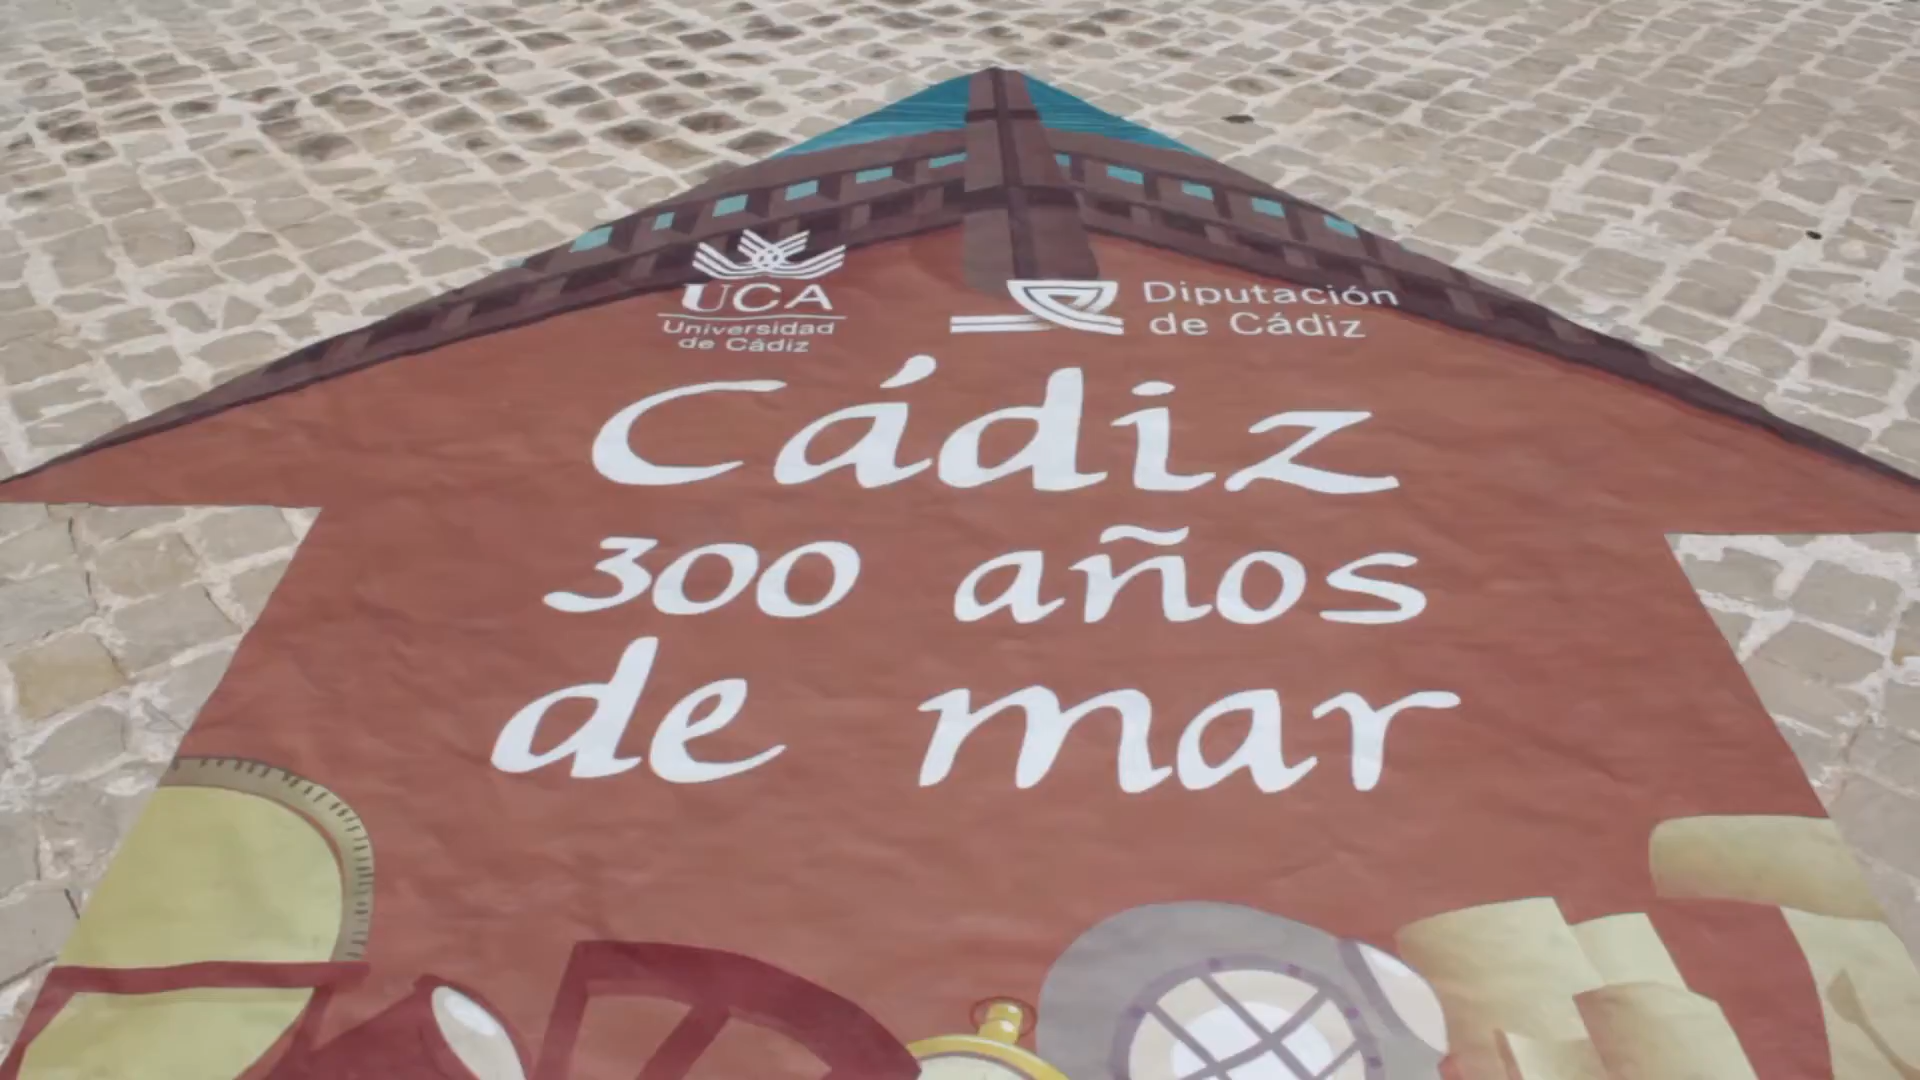 UCA
Universidad
de Cádiz
Diputación
de Cádiz
Cádiz
300 años
de mar